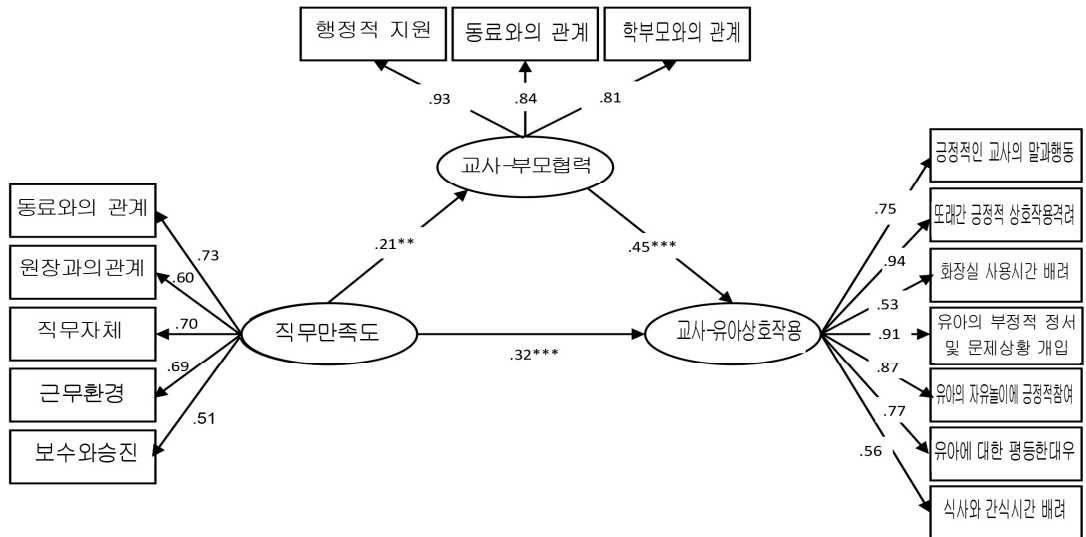 행정적 지원
동료와의 관계
학부모와의 관계
.93
.84
.81
교사-부모협력
긍정적인 교사의 말과행동
또래간 긍정적 상호작용격려
화장실 사용시간 배려
유아의 부정적 정서
및 문제상황 개입
유아의 자유놀이에 긍정적참여
유아에 대한 평등한대우
식사와 간식시간 배려
.75
.94
.53
.91
.87
.77
.56
동료와의 관계
원장과의관계
직무자체
근무환경
보수와승진
.73
.60
.70
.69
.51
.21**
.45***
직무만족도
.32***
교사-유아상호작용